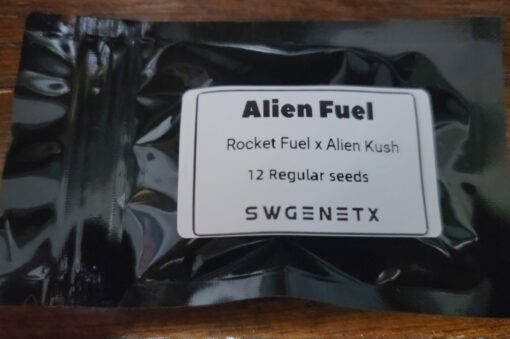 Alien Fuel
Rocket Fuel x Alien Kush
12 Regular seeds
SWGENETX